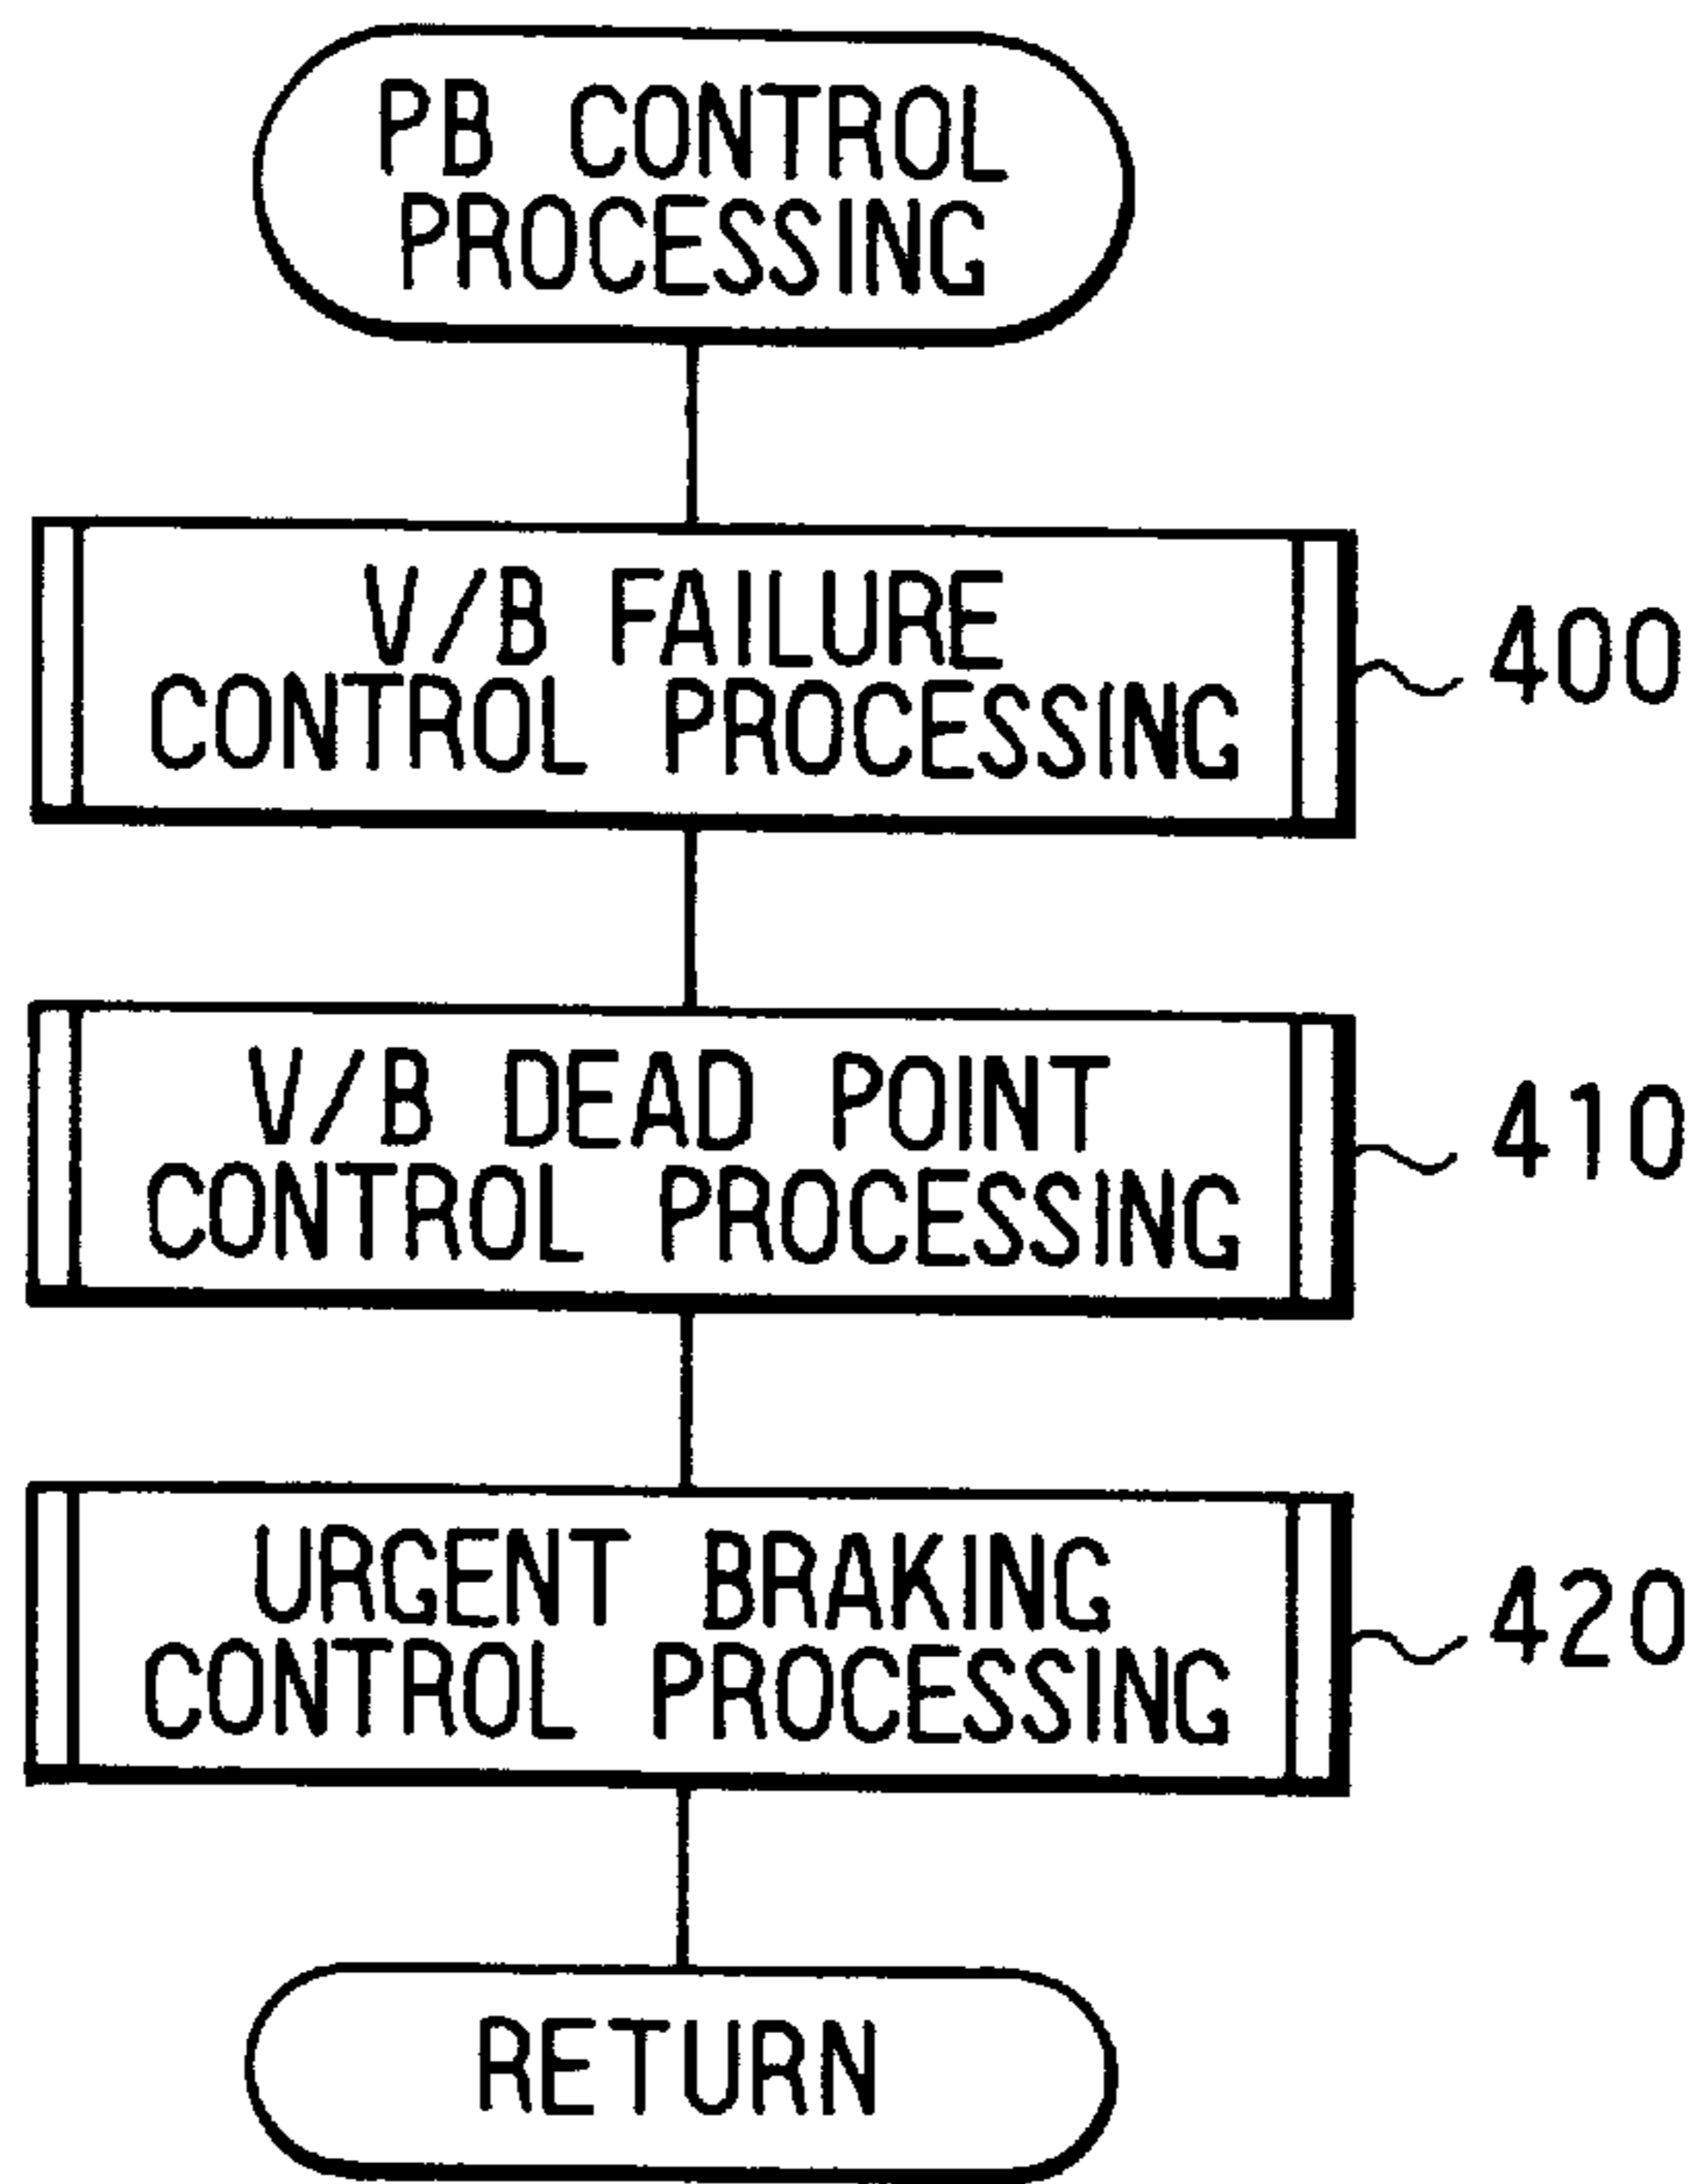 PB CONTROL
PROCESSING
V/B FAILURE
CONTROL PROCESSING
400
V/B DEAD POINT
CONTROL PROCESSING
410
URGENT BRAKING
CONTROL PROCESSING
420
RETURN